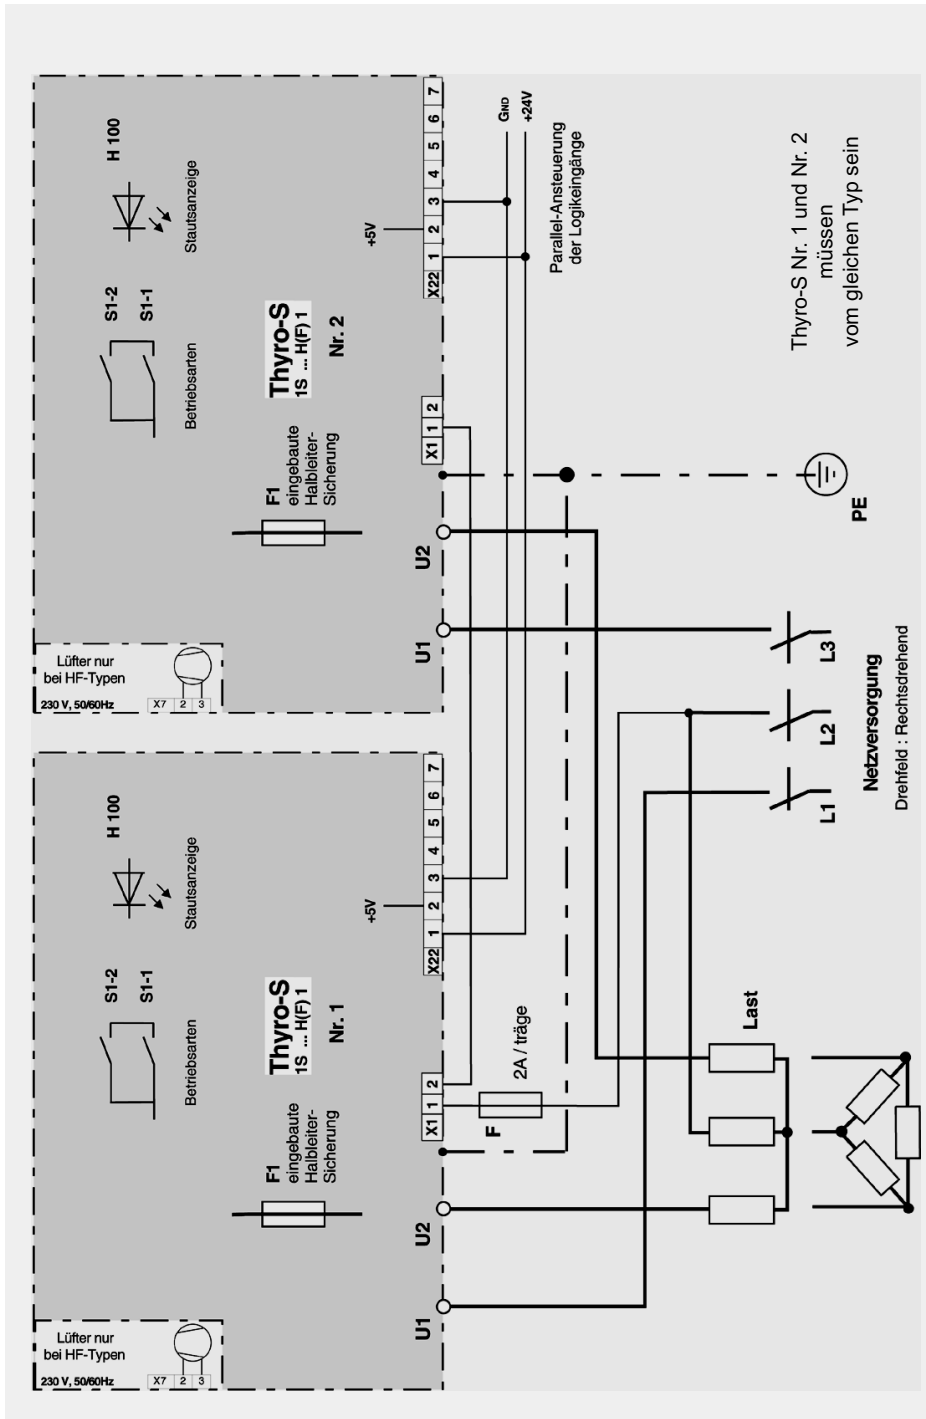 Lüfter nur
bei HF-Typen
230 V, 50/60Hz
X7 2 3
F1
eingebaute
Halbleiter-
Sicherung
Betriebsarten
S1-2
S1-1
Stautsanzeige
H 100
Thyro-S
1S ... H(F) 1
Nr. 1
+5V
U1
U2
X1 1 2
X22 1 2 3 4 5 6 7
Lüfter nur
bei HF-Typen
230 V, 50/60Hz
X7 2 3
F1
eingebaute
Halbleiter-
Sicherung
Betriebsarten
S1-2
S1-1
Stautsanzeige
H 100
Thyro-S
1S ... H(F) 1
Nr. 2
+5V
U1
U2
X1 1 2
X22 1 2 3 4 5 6 7
GND
+24V
Parallel-Ansteuerung
der Logikeingänge
F
2A / träge
Last
L1
L2
L3
Netzversorgung
Drehfeld : Rechtsdrehend
PE
Thyro-S Nr. 1 und Nr. 2
müssen
vom gleichen Typ sein